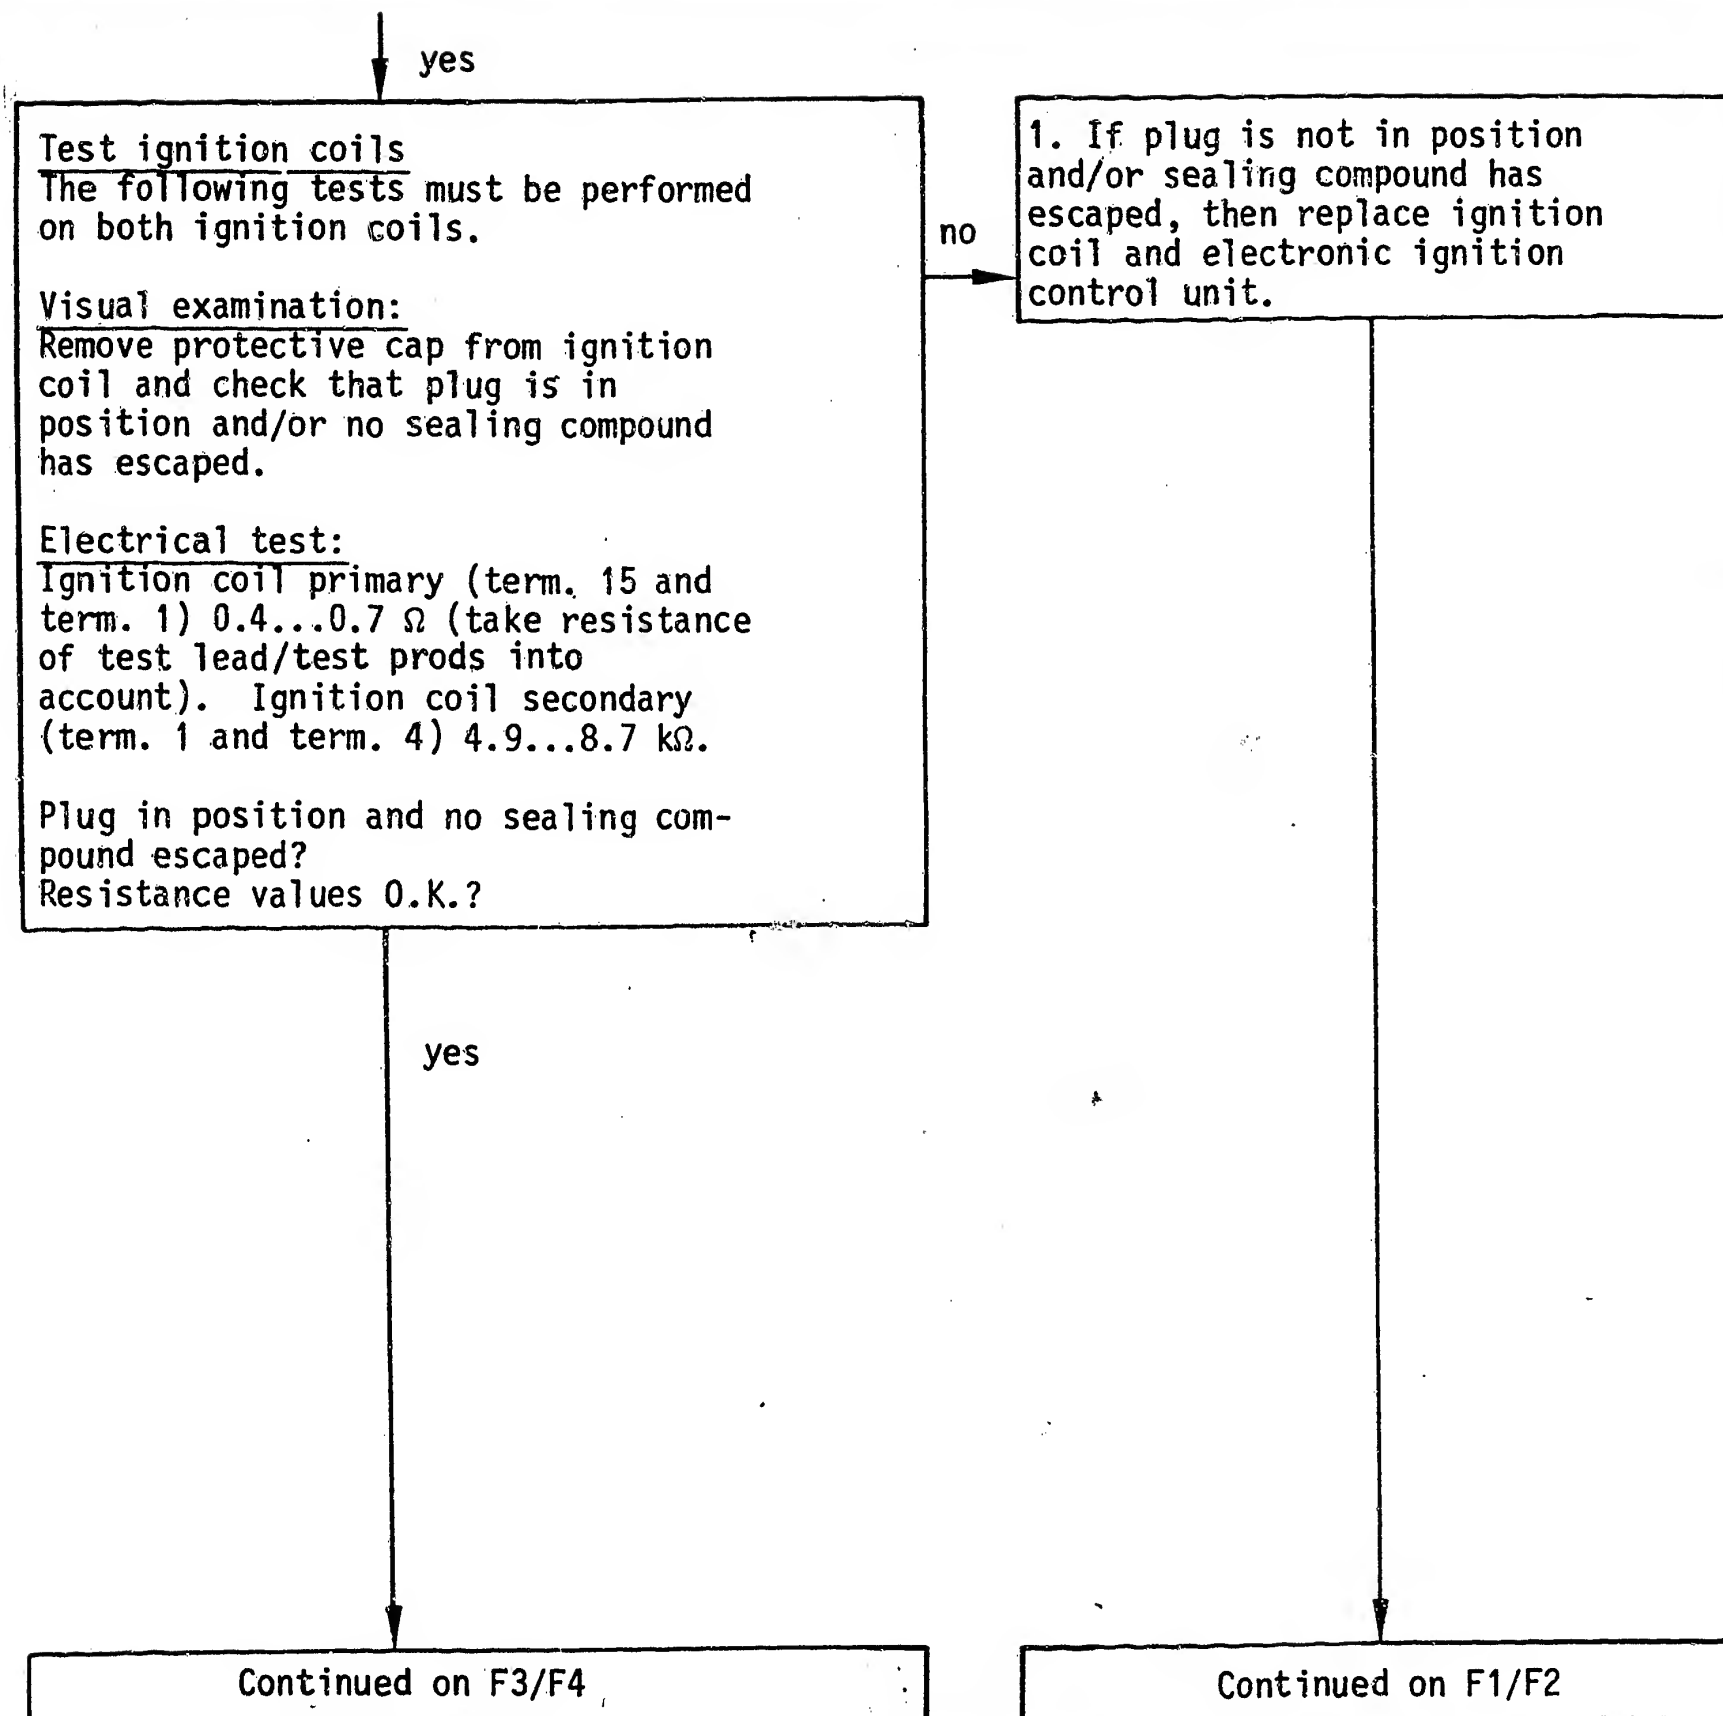 yes
Test ignition coils
The following tests must be performed
on both ignition coils.
Visual examination:
Remove protective cap from ignition
coil and check that plug is in
position and/or no sealing compound
has escaped.
Electrical test:
Ignition coil primary (term. 15 and
term. 1) 0.4...0.7 Ω (take resistance
of test lead/test prods into
account).  Ignition coil secondary
(term. 1 and term. 4) 4.9...8.7 kΩ.
Plug in position and no sealing com-
pound escaped?
Resistance values O.K.?
no
1. If plug is not in position
and/or sealing compound has
escaped, then replace ignition
coil and electronic ignition
control unit.
yes
Continued on F3/F4
Continued on F1/F2